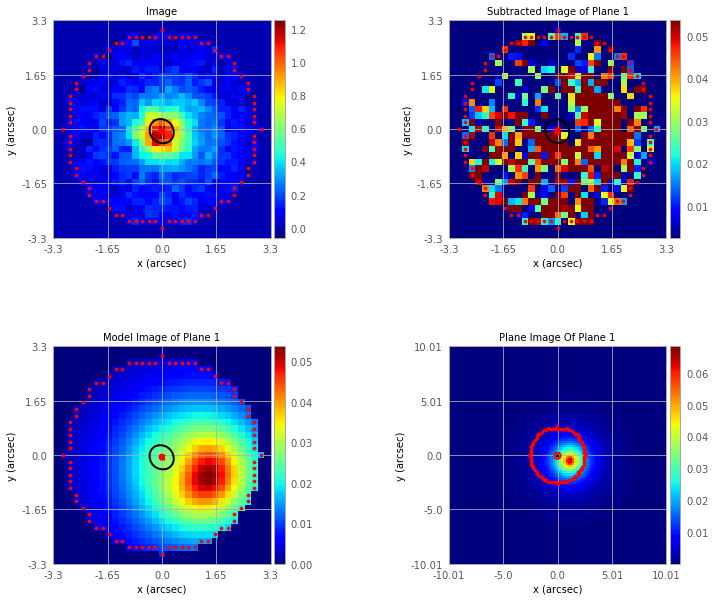 Image
3.3
1.65
0.0
-1.65
-3.3
y (arcsec)
-3.3 -1.65 0.0 1.65 3.3
x (arcsec)
1.2
1.0
0.8
0.6
0.4
0.2
0.0
Subtracted Image of Plane 1
3.3
1.65
0.0
-1.65
-3.3
y (arcsec)
-3.3 -1.65 0.0 1.65 3.3
x (arcsec)
0.05
0.04
0.03
0.02
0.01
Model Image of Plane 1
3.3
1.65
0.0
-1.65
-3.3
y (arcsec)
-3.3 -1.65 0.0 1.65 3.3
x (arcsec)
0.05
0.04
0.03
0.02
0.01
0.00
Plane Image Of Plane 1
10.01
5.01
0.0
-5.0
-10.01
y (arcsec)
-10.01 -5.0 0.0 5.01 10.01
x (arcsec)
0.06
0.05
0.04
0.03
0.02
0.01